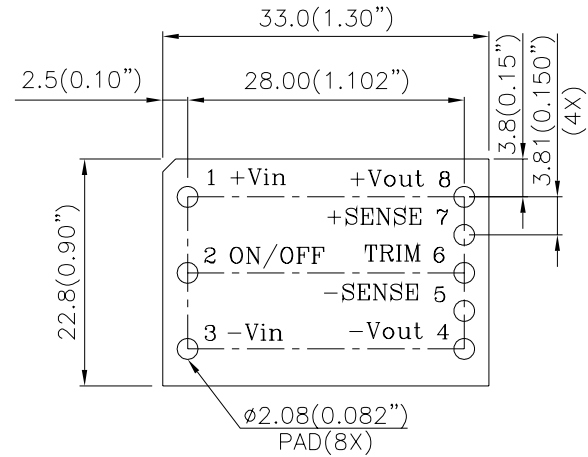 33.0(1.30”)
2.5(0.10”)
28.00(1.102”)
3.8(0.15”)
3.81(0.150”)
(4X)
22.8(0.90”)
1 +Vin
+Vout 8
+SENSE 7
2 ON/OFF
TRIM 6
−SENSE 5
3 −Vin
−Vout 4
ø2.08(0.082”)
PAD(8X)